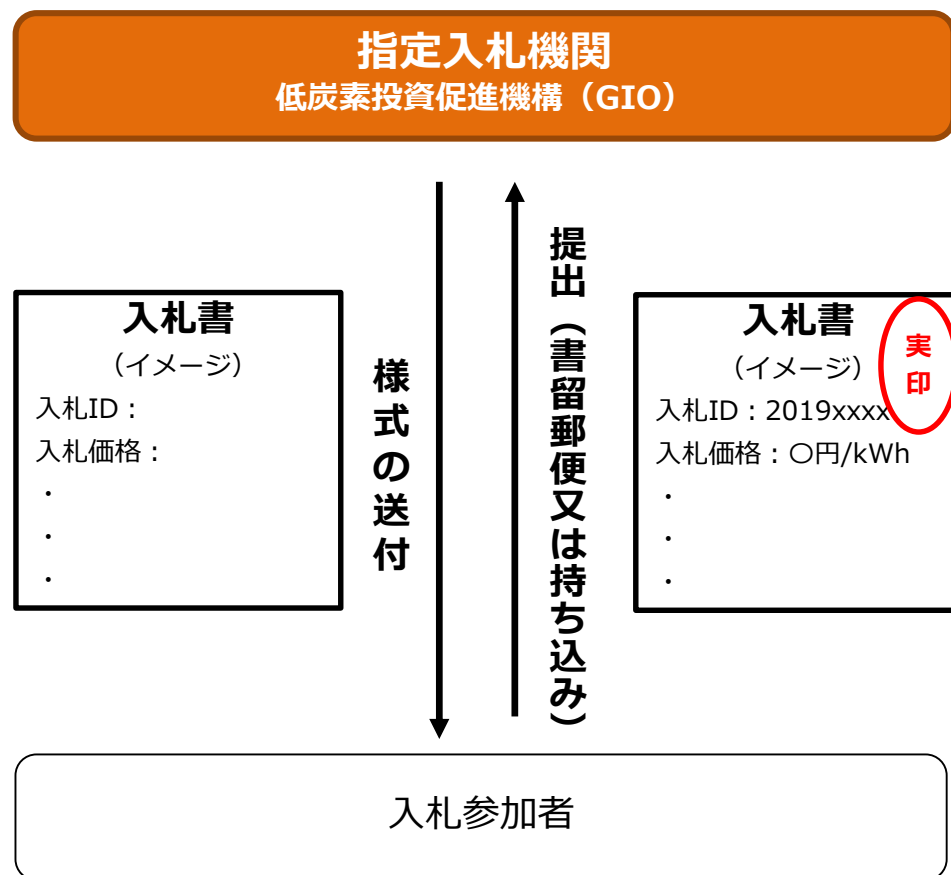 指定入札機関
低炭素投資促進機構（GIO）
入札書
（イメージ）
入札ID：
入札価格：
・
・
・
様式の送付
提出（書留郵便又は持ち込み）
入札書
（イメージ）
実印
入札ID：2019xxxx
入札価格：〇円/kWh
・
・
・
入札参加者